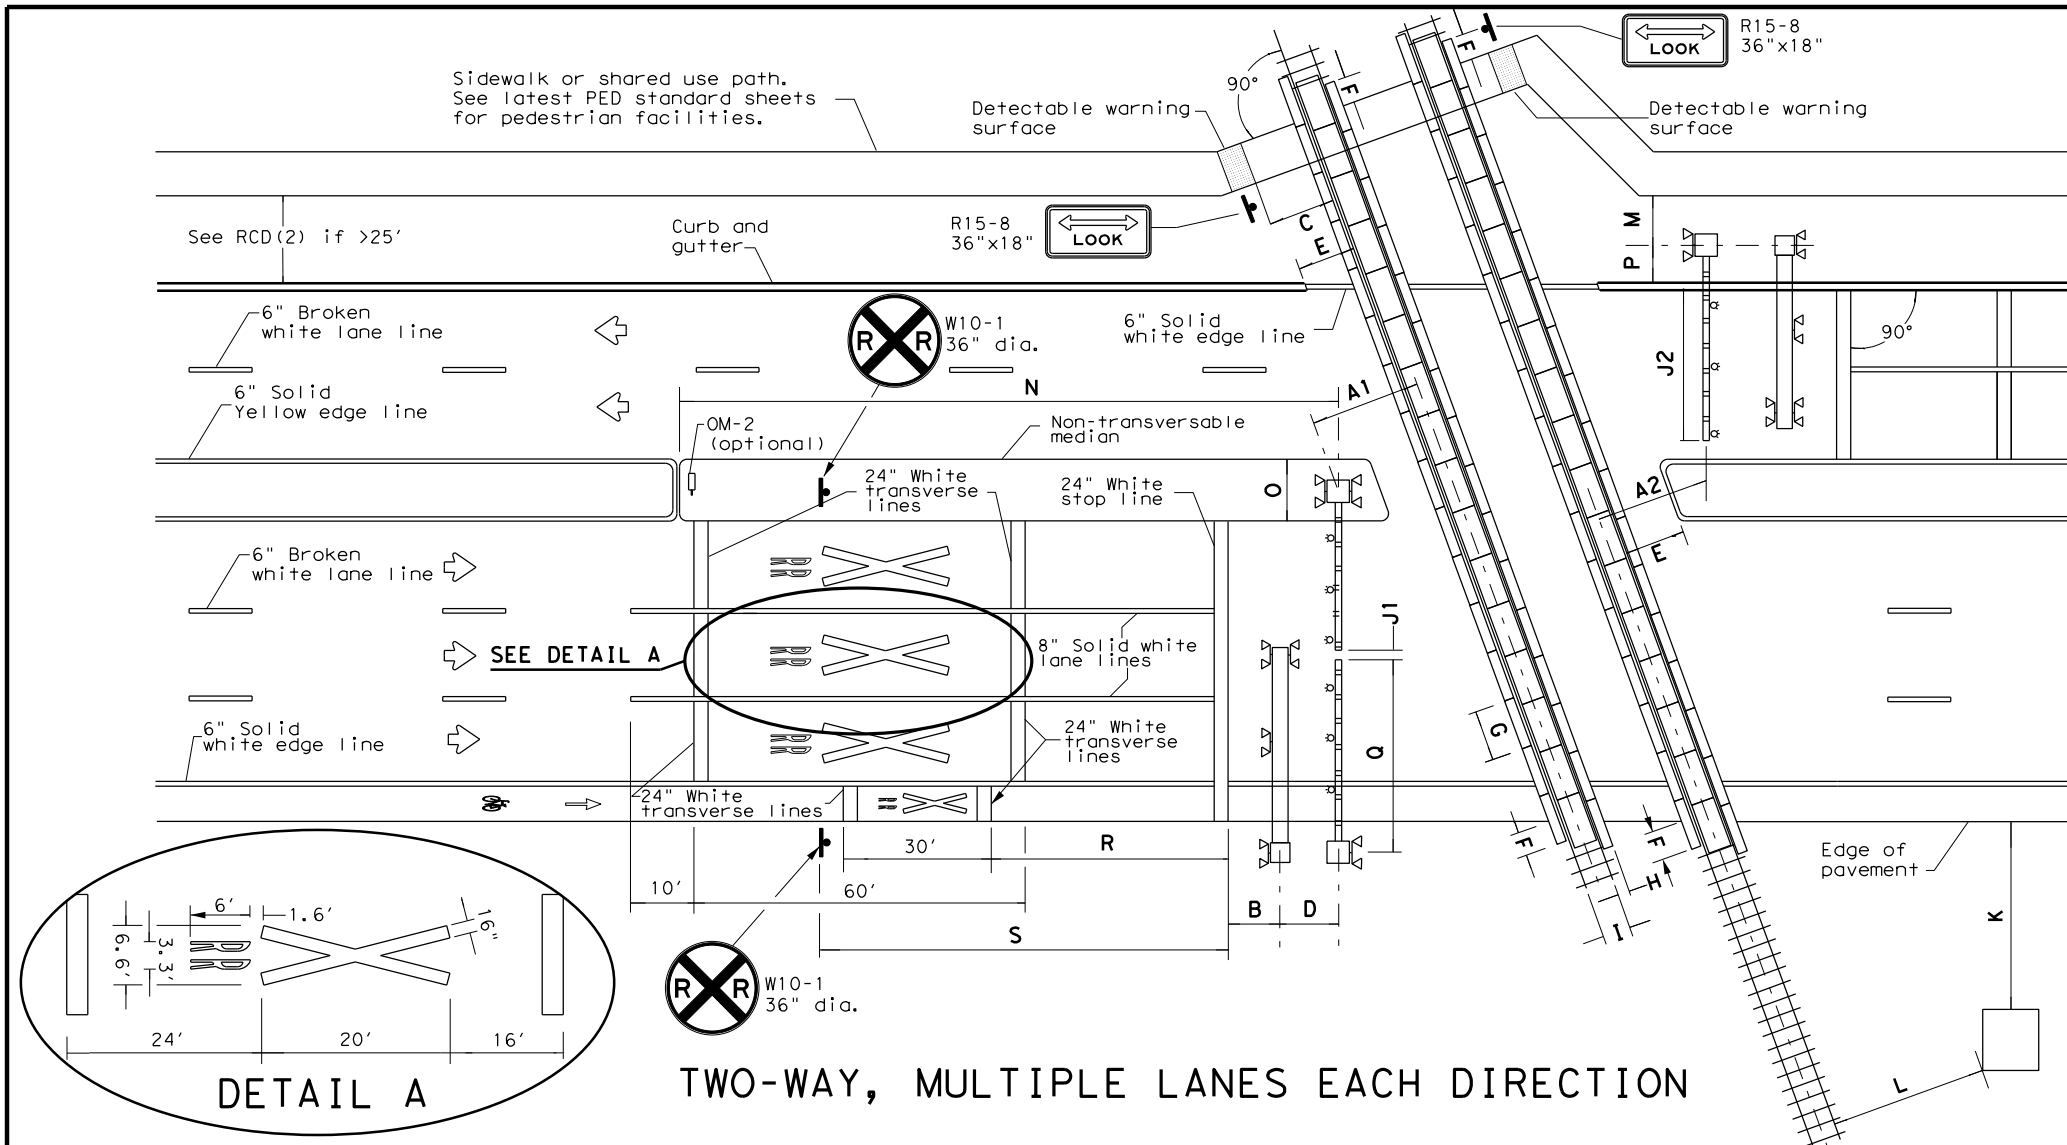 Sidewalk or shared use path.
See latest PED standard sheets
for pedestrian facilities.
Detectable warning
surface
90°
F
F
LOOK
R15-8
36"x18"
Detectable warning
surface
See RCD(2) if >25'
Curb and
gutter
R15-8
36"x18"
LOOK
C
E
M
P
6" Broken
white lane line
W10-1
36" dia.
R R
6" Solid
white edge line
90°
J2
6" Solid
Yellow edge line
N
A1
OM-2
(optional)
Non-transversable
median
24" White
transverse
lines
24" White
stop line
O
A2
E
6" Broken
white lane line
SEE DETAIL A
RR
RR
RR
8" Solid white
lane lines
J1
6" Solid
white edge line
24" White
transverse
lines
Q
G
24" White
transverse lines
RR
30'
R
F
F
H
I
Edge of
pavement
10'
60'
B
D
S
K
L
R R
W10-1
36" dia.
6'
1.6'
16"
6.6'
3.3'
RR
24'
20'
16'
DETAIL A
TWO-WAY, MULTIPLE LANES EACH DIRECTION